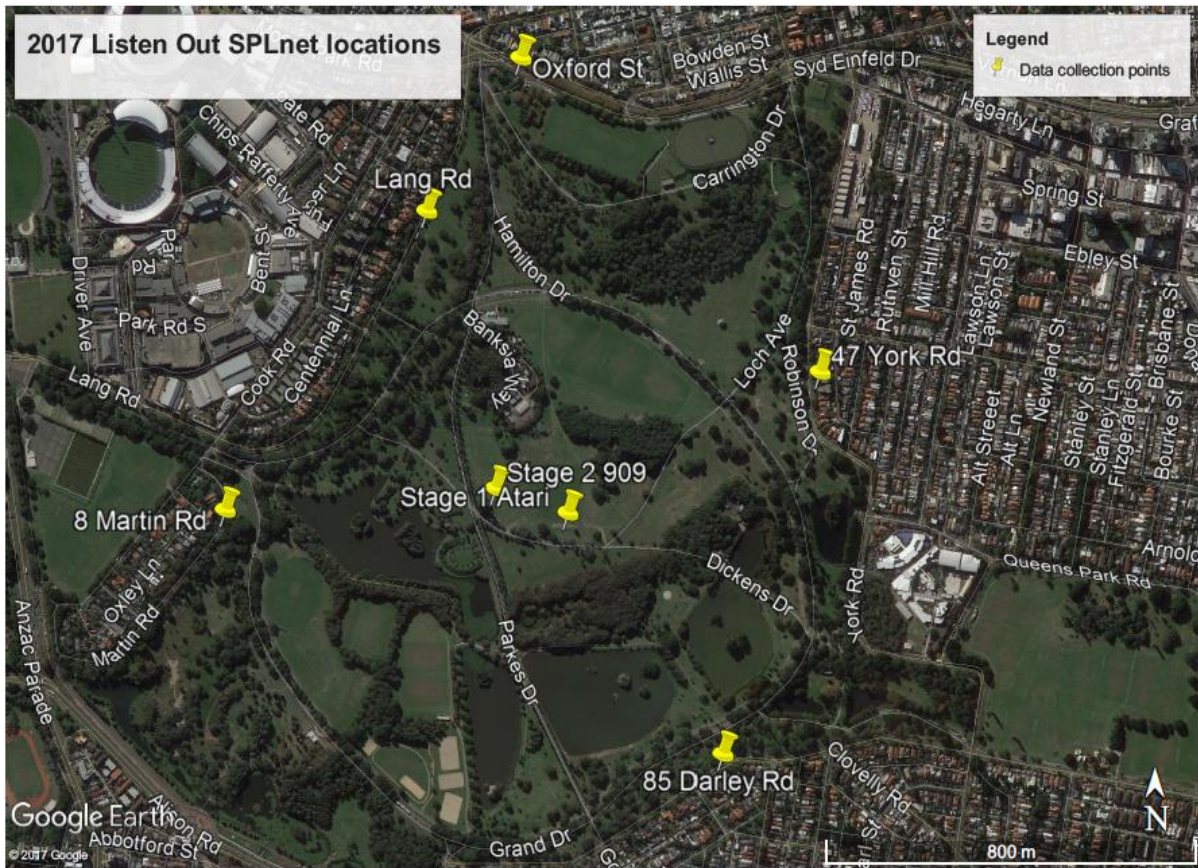 2017 Listen Out SPLnet locations
Legend
Data collection points
Oxford St
Bowden St
Wallis St
Syd Einfeld Dr
Hegarty Ln
Park Rd
Chips Rafferty Ave
Lang Rd
Carrington Dr
Spring St
Ebley St
Hamilton Dr
Driver Ave
Bent St
Park Rd S
Cook Rd
Centennial Ln
Lang Rd
St James Rd
Ruthven St
Mill Hill Rd
Lawson Ln
Lawson St
Newland St
Brisbane St
Banksia Way
Loch Ave
Robinson Dr
47 York Rd
Alt Street
Alt Ln
Stanley St
Stanley Ln
Fitzgerald St
Bourke St
Stage 2 909
Stage 1/Atari
8 Martin Rd
Oxley Ln
Martin Rd
Anzac Parade
Dickens Dr
York Rd
Queens Park Rd
Arnold
Parkes Dr
85 Darley Rd
Clovelly Rd
Grand Dr
Alison Rd
Abbotford St
Google Earth
© 2017 Google
N
800 m